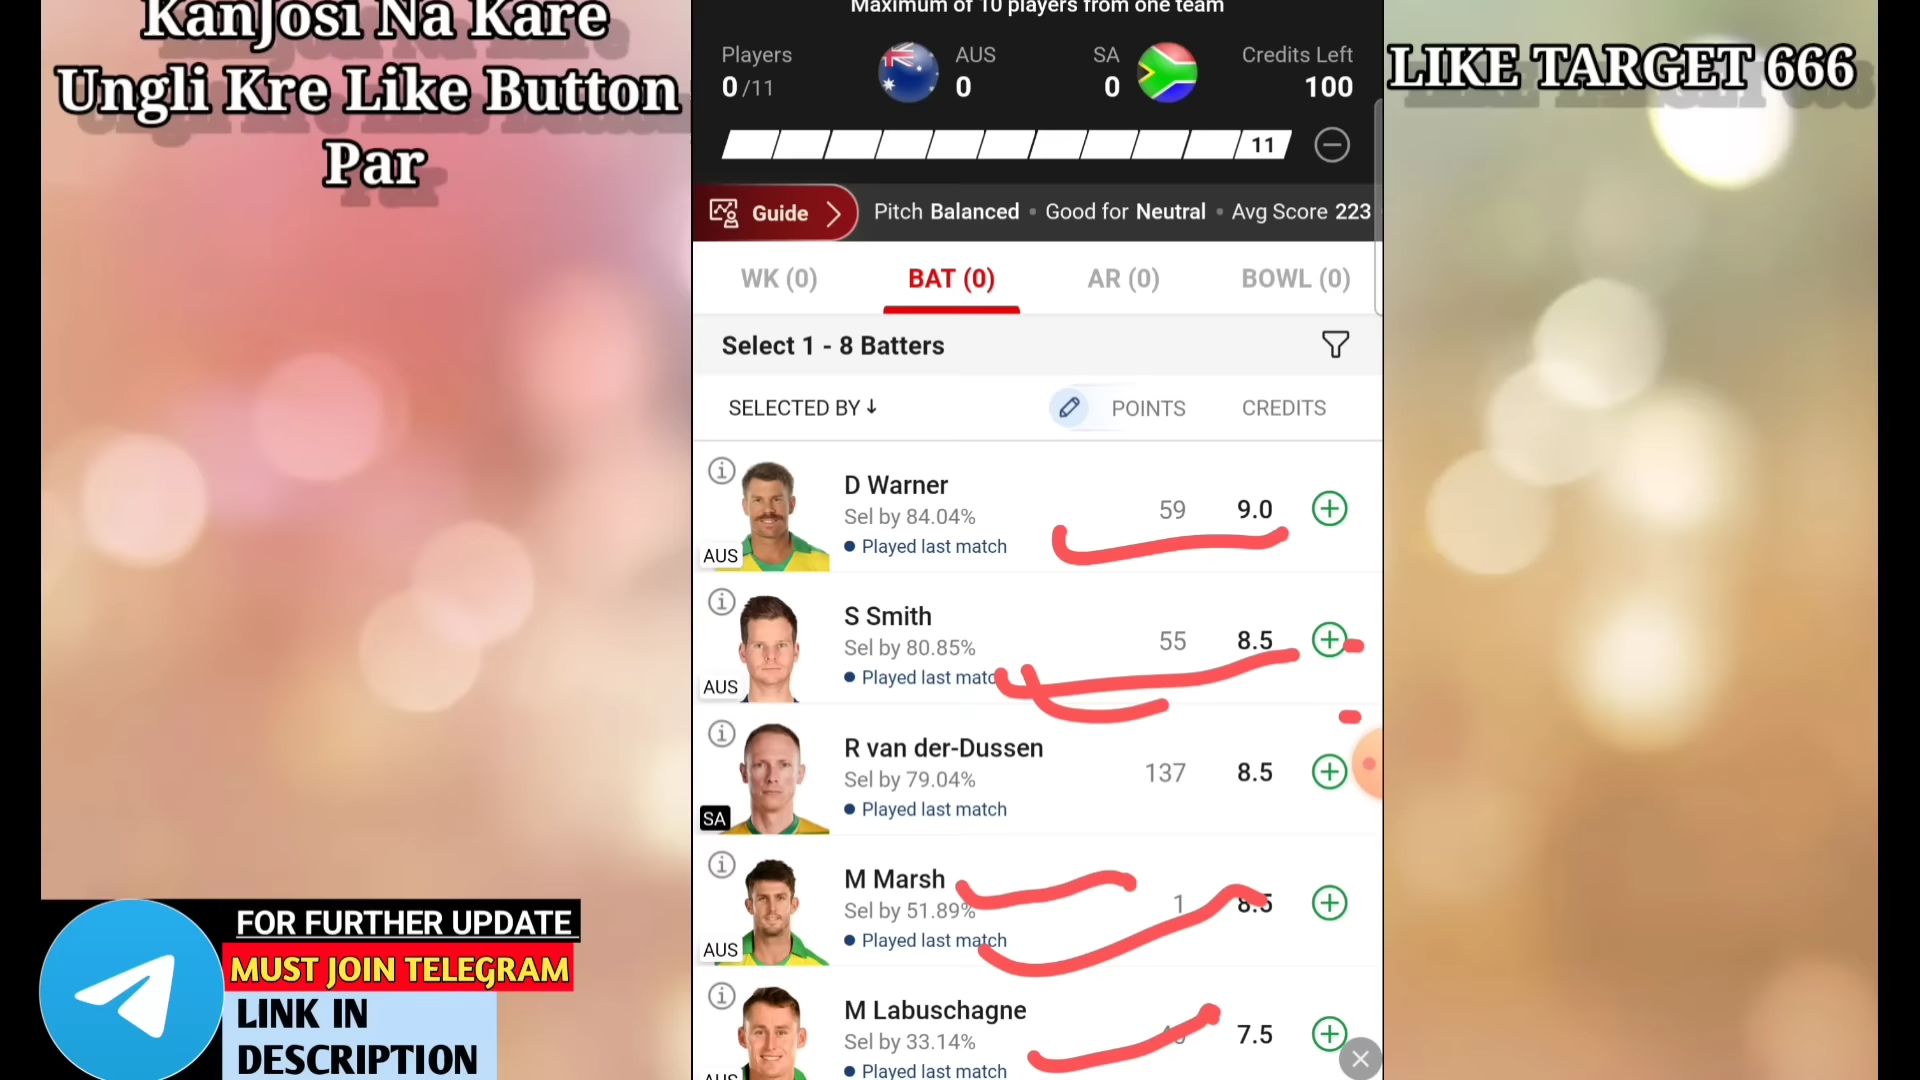 KanJosi Na Kare
Ungli Kre Like Button
Par
Maximum of 10 players from one team
Players
0/11
AUS
0
SA
0
Credits Left
100
11
Guide
Pitch Balanced • Good for Neutral • Avg Score 223
WK (0)
BAT (0)
AR (0)
BOWL (0)
Select 1 - 8 Batters
SELECTED BY ↓
POINTS
CREDITS
D Warner
Sel by 84.04%
Played last match
AUS
59
9.0
S Smith
Sel by 80.85%
Played last match
AUS
55
8.5
R van der-Dussen
Sel by 79.04%
Played last match
SA
137
8.5
M Marsh
Sel by 51.89%
Played last match
AUS
1
8.5
M Labuschagne
Sel by 33.14%
Played last match
AUS
7.5
LIKE TARGET 666
FOR FURTHER UPDATE
MUST JOIN TELEGRAM
LINK IN
DESCRIPTION